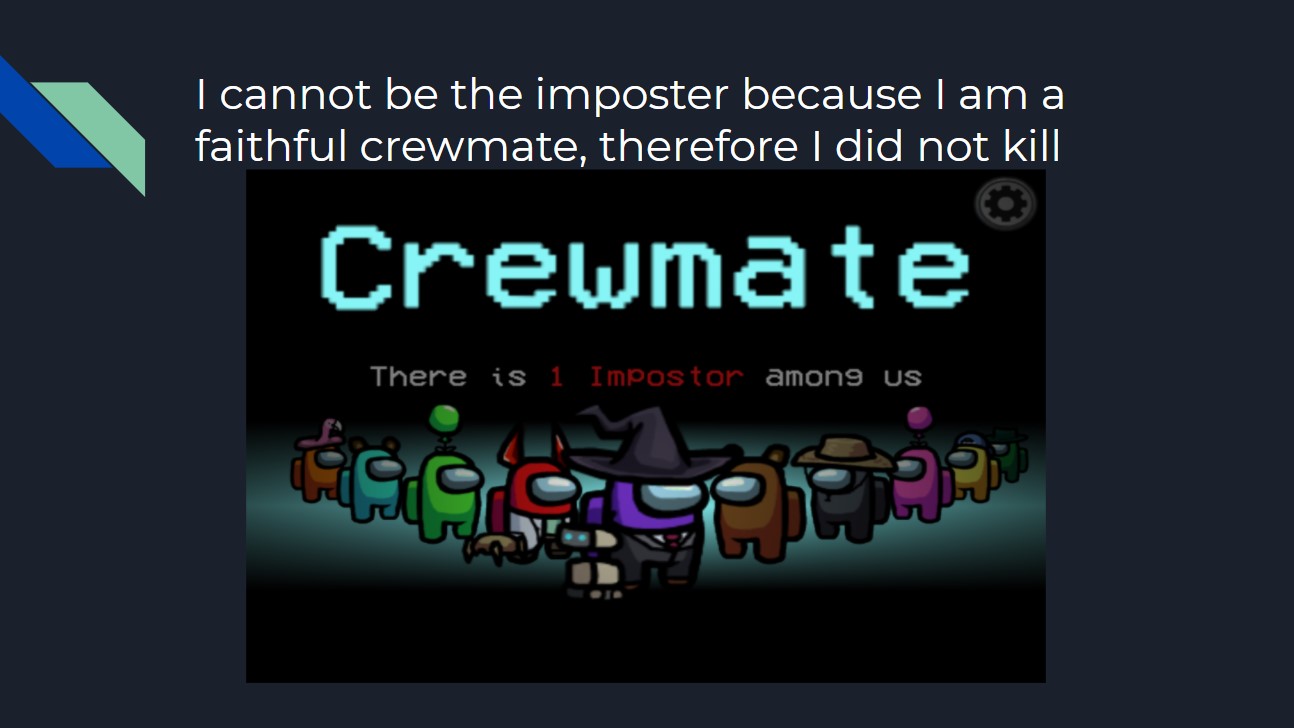 I cannot be the imposter because I am a
faithful crewmate, therefore I did not kill
Crewmate
There is 1 Impostor among us